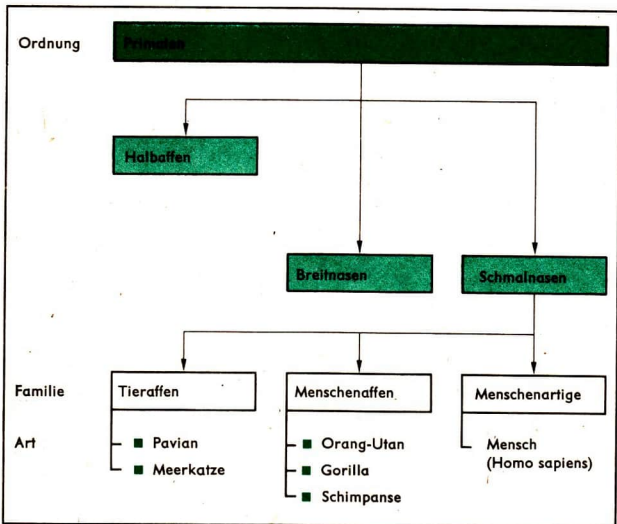 Ordnung
Primaten
Halbaffen
Breitnasen
Schmalnasen
Familie
Tieraffen
Menschenaffen
Menschenartige
Art
Pavian
Meerkatze
Orang-Utan
Gorilla
Schimpanse
Mensch
(Homo sapiens)